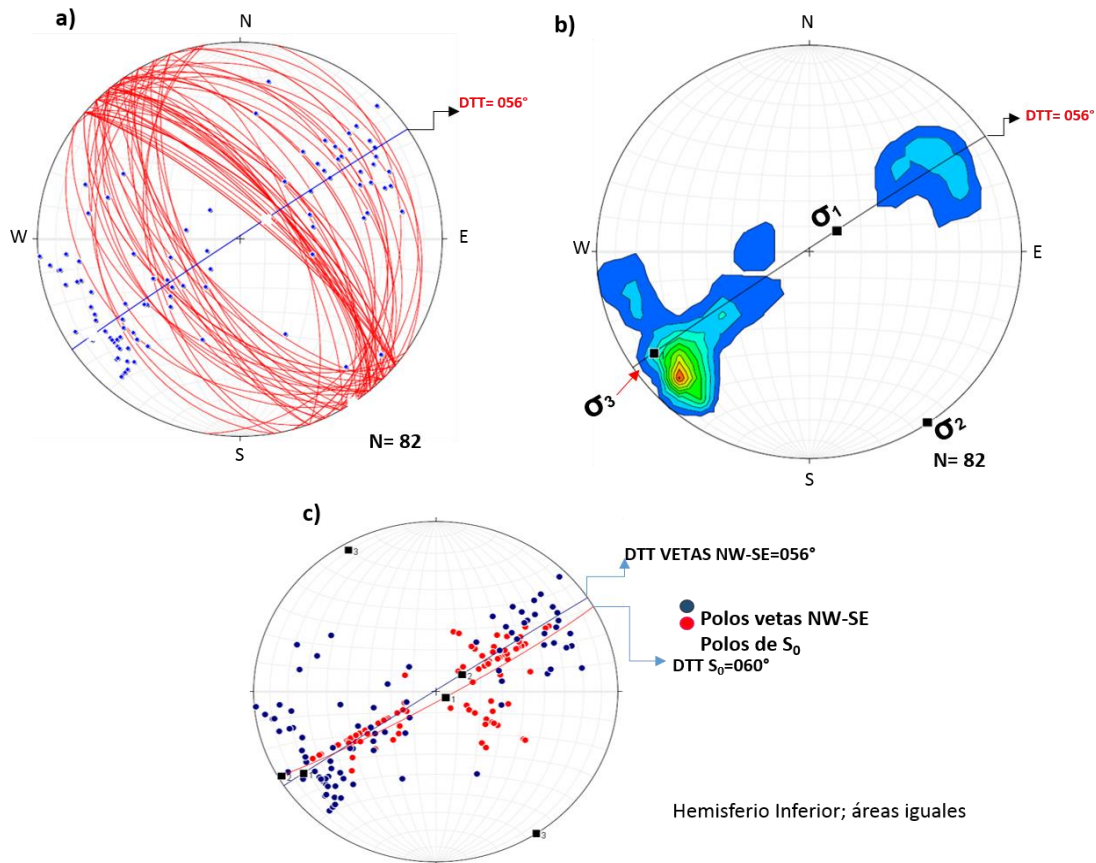 a)
N
DTT= 056°
W
E
S
N= 82
b)
N
DTT= 056°
σ1
W
E
σ3
σ2
N= 82
S
c)
DTT VETAS NW-SE=056°
Polos vetas NW-SE
Polos de S0
DTT S0=060°
3
2
1
2
1
3
Hemisferio Inferior; áreas iguales